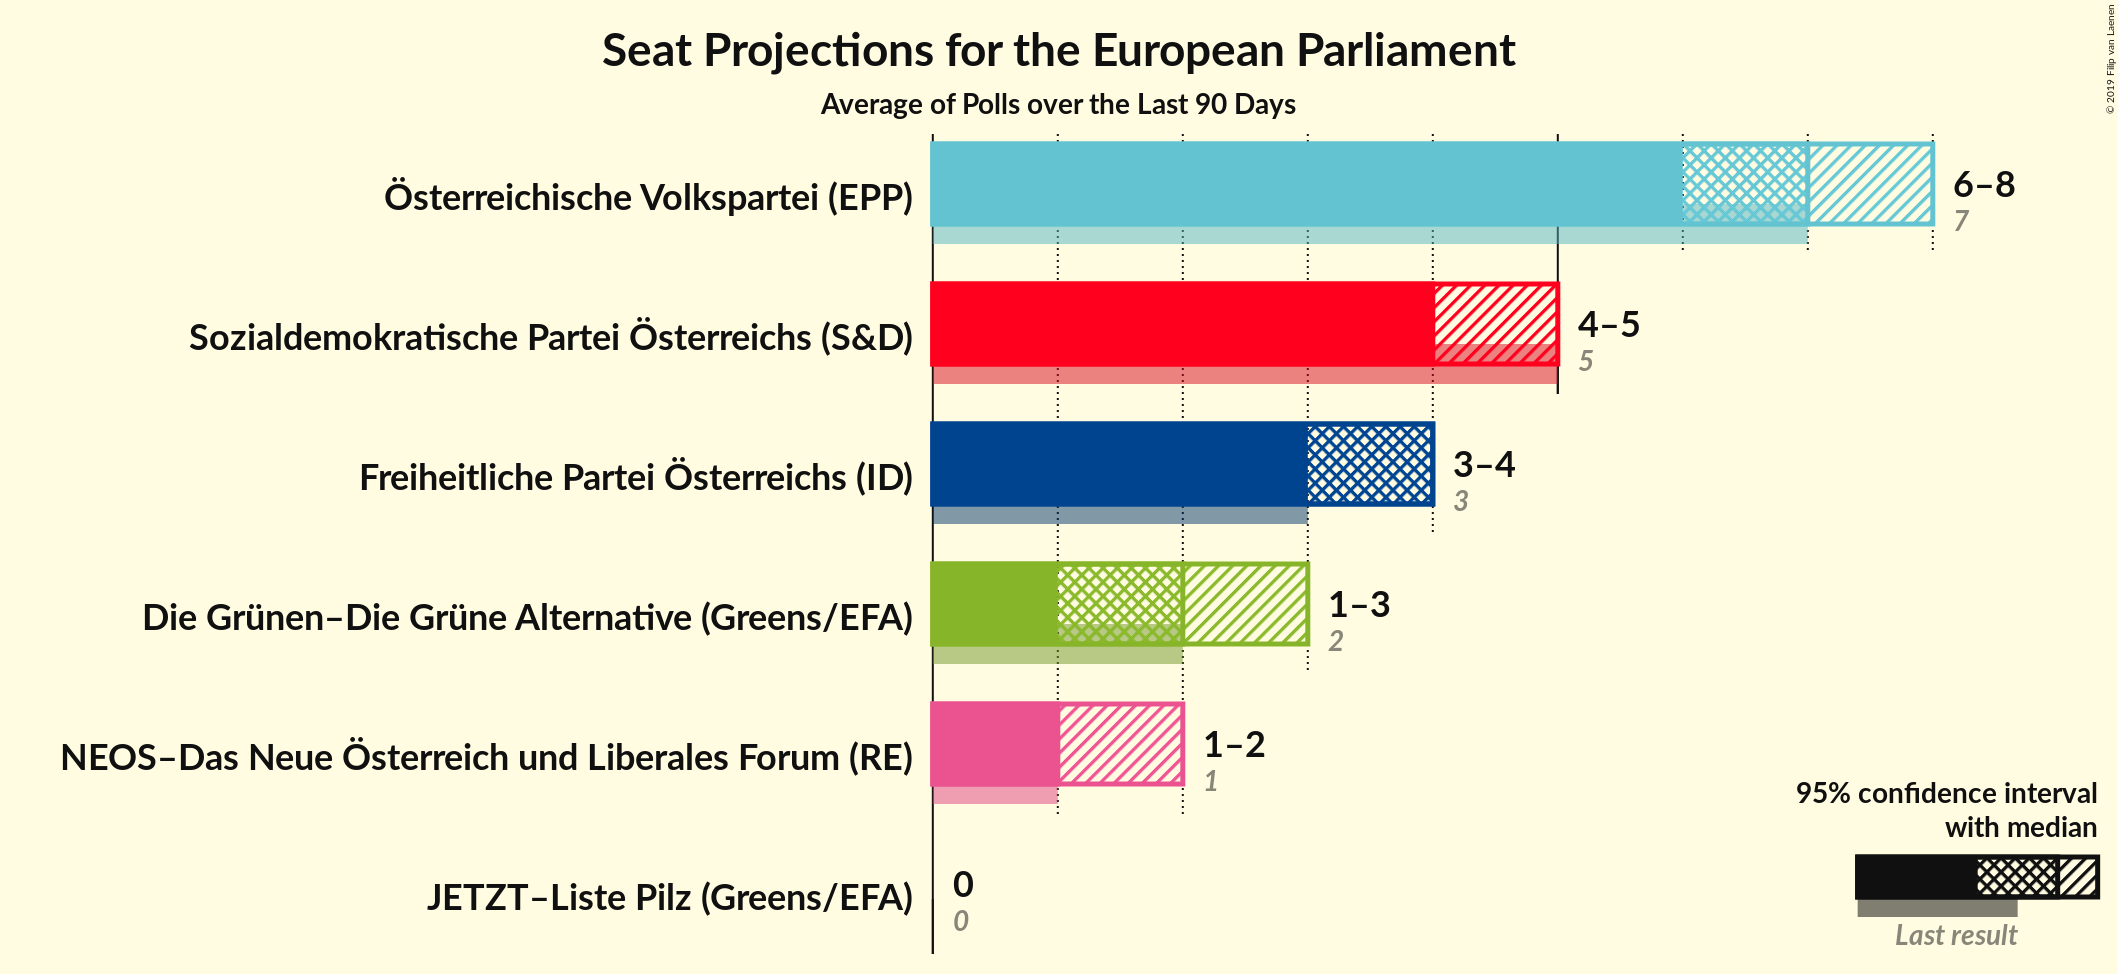 Seat Projections for the European Parliament
Average of Polls over the Last 90 Days
© 2019 Filip van Laenen
Österreichische Volkspartei (EPP)
6–8
7
Sozialdemokratische Partei Österreichs (S&D)
4–5
5
Freiheitliche Partei Österreichs (ID)
3–4
3
Die Grünen–Die Grüne Alternative (Greens/EFA)
1–3
2
NEOS–Das Neue Österreich und Liberales Forum (RE)
1–2
1
JETZT–Liste Pilz (Greens/EFA)
0
0
95% confidence interval
with median
Last result